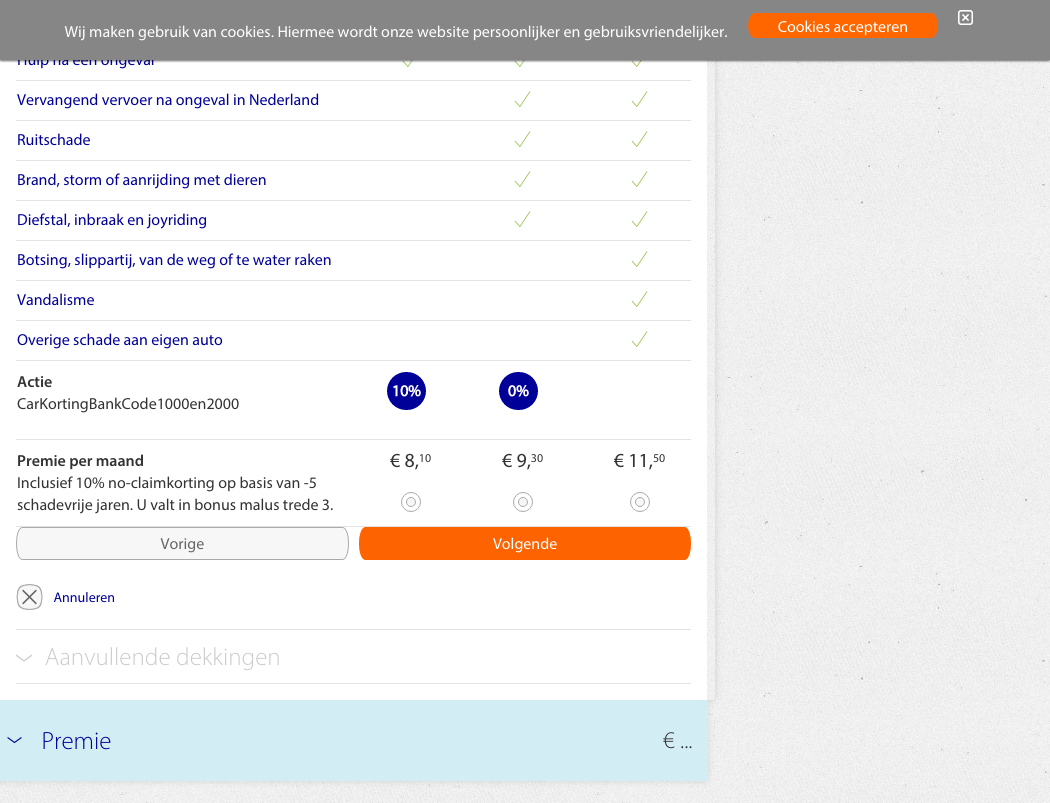 Wij maken gebruik van cookies. Hiermee wordt onze website persoonlijker en gebruiksvriendelijker.
Cookies accepteren
Hulp na een ongeval
Vervangend vervoer na ongeval in Nederland
Ruitschade
Brand, storm of aanrijding met dieren
Diefstal, inbraak en joyriding
Botsing, slippartij, van de weg of te water raken
Vandalisme
Overige schade aan eigen auto
Actie
10% 0%
CarKortingBankCode1000en2000
Premie per maand € 8,10 € 9,30 € 11,50
Inclusief 10% no-claimkorting op basis van -5
schadevrije jaren. U valt in bonus malus trede 3.
Vorige Volgende
Annuleren
Aanvullende dekkingen
Premie € ...